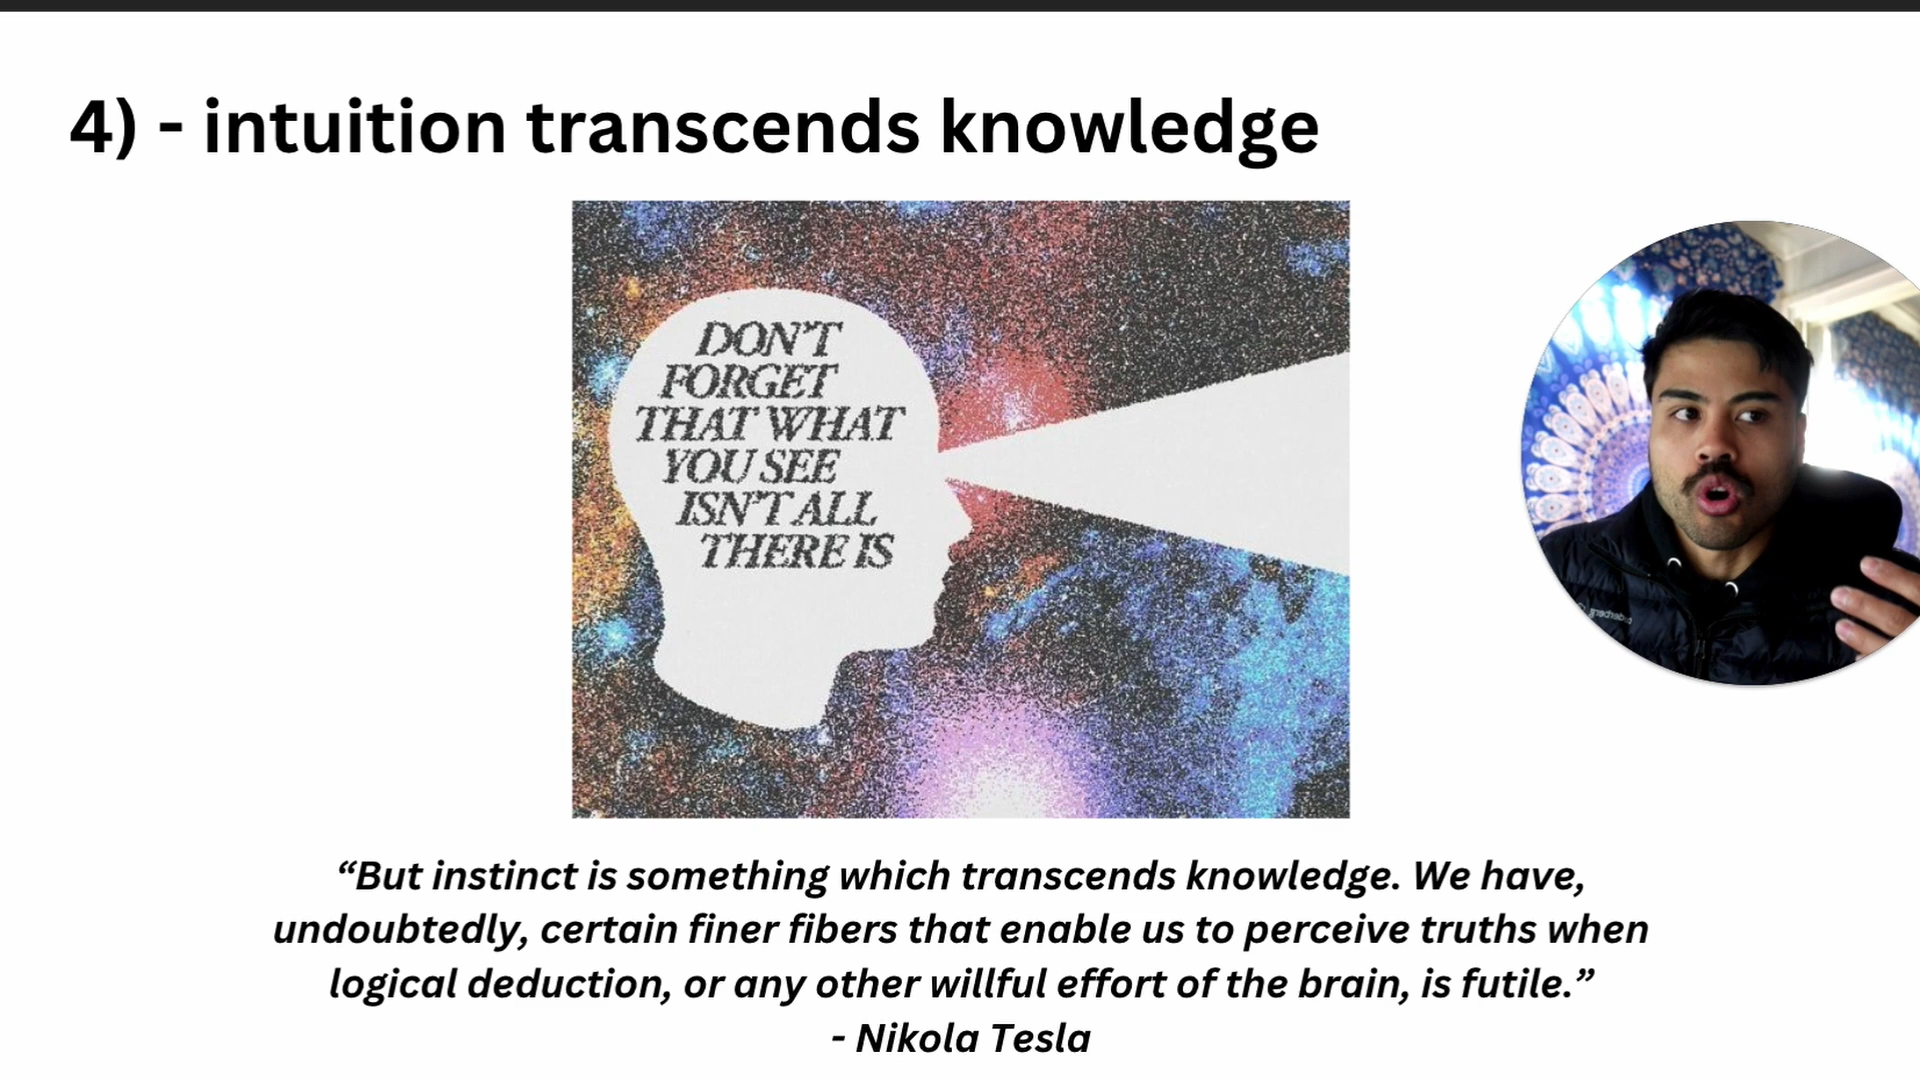 4) - intuition transcends knowledge
DON'T
FORGET
THAT WHAT
YOU SEE
ISN'T ALL
THERE IS
“But instinct is something which transcends knowledge. We have,
undoubtedly, certain finer fibers that enable us to perceive truths when
logical deduction, or any other willful effort of the brain, is futile.”
- Nikola Tesla